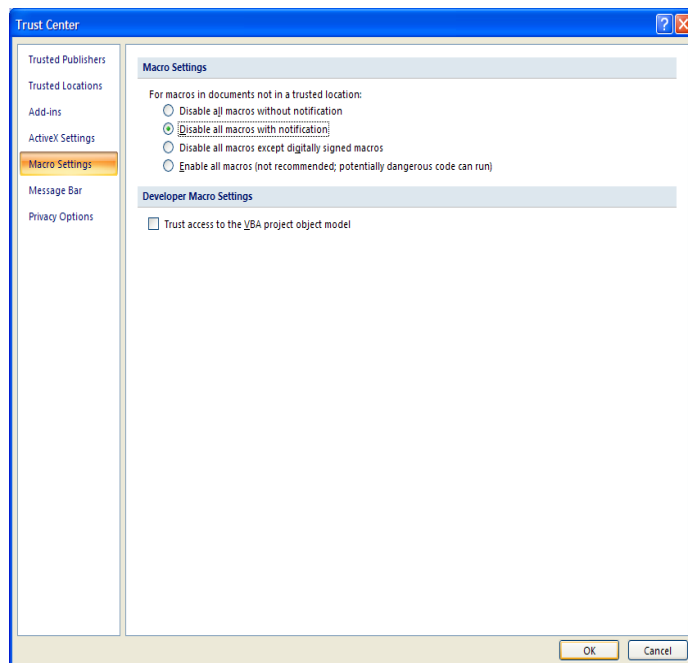 Trust Center
?
Trusted Publishers
Trusted Locations
Add-ins
ActiveX Settings
Macro Settings
Message Bar
Privacy Options
Macro Settings
For macros in documents not in a trusted location:
Disable all macros without notification
Disable all macros with notification
Disable all macros except digitally signed macros
Enable all macros (not recommended; potentially dangerous code can run)
Developer Macro Settings
Trust access to the VBA project object model
OK
Cancel